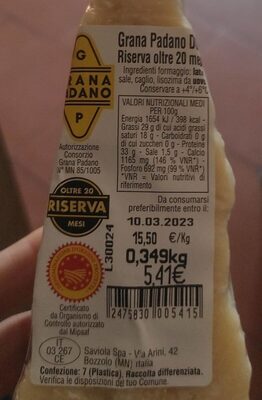 G
GRANA
PADANO
P
Autorizzazione
Consorzio
Grana Padano
N° MN 85/1005
OLTRE 20
RISERVA
MESI
Certificato
da Organismo di
Controllo autorizzato
dal Mipaaf
IT
03 267
CE
Grana Padano
Riserva oltre 20
Ingredienti formaggio:
sale, caglio, lisozima da
Conservare a +4°/+8°
VALORI NUTRIZIONALI MEDI
PER 100g
Energia 1654 kJ / 398 kcal -
Grassi 29 g di cui acidi grassi
saturi 18 g - Carboidrati 0 g
di cui zuccheri 0 g - Proteine
33 g - Sale 1,5 g - Calcio
1165 mg (146 % VNR*) -
Fosforo 692 mg (99 % VNR*)
*VNR = Valori nutritivi di
riferimento
Da consumarsi
preferibilmente entro il:
10.03.2023
15,50 €/Kg
0,349kg
5,41€
L30024
2475830 005415
Saviola Spa - Via Arini, 42
Bozzolo (MN) Italia
Confezione: 7 (Plastica). Raccolta differenziata.
Verifica le disposizioni del tuo Comune.